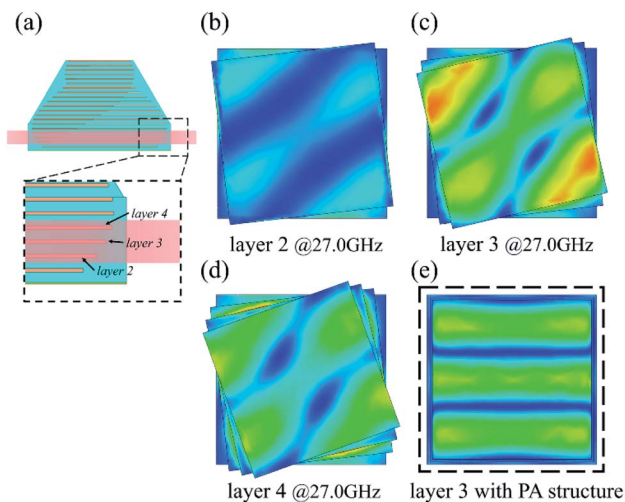 (a)
(b)
(c)
layer 4
layer 3
layer 2
layer 2 @27.0GHz
layer 3 @27.0GHz
(d)
(e)
layer 4 @27.0GHz
layer 3 with PA structure